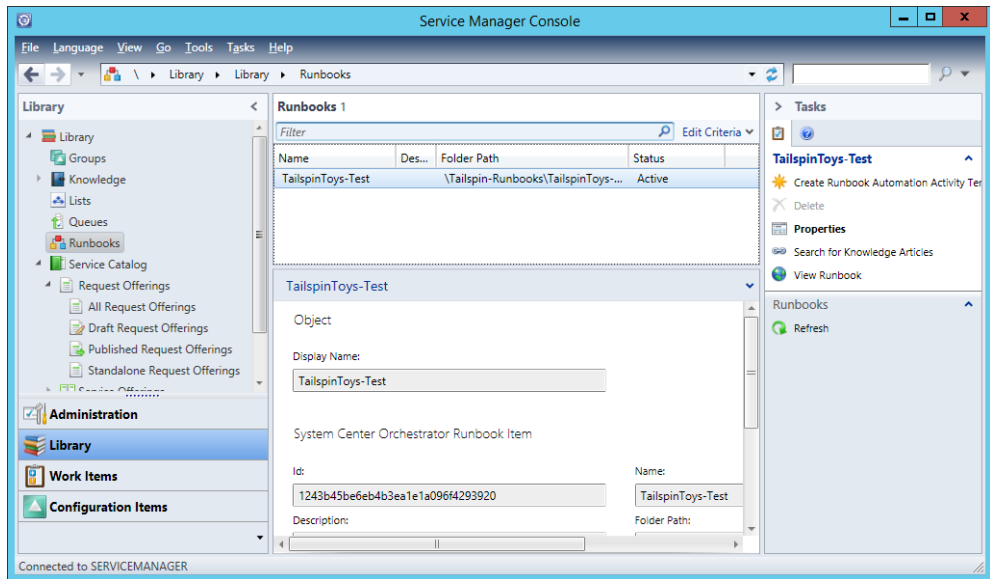 Service Manager Console
File Language View Go Tools Tasks Help
\ Library Library Runbooks
Library
Library
Groups
Knowledge
Lists
Queues
Runbooks
Service Catalog
Request Offerings
All Request Offerings
Draft Request Offerings
Published Request Offerings
Standalone Request Offerings
Administration
Library
Work Items
Configuration Items
Runbooks 1
Filter Edit Criteria
Name Des... Folder Path Status
TailspinToys-Test \Tailspin-Runbooks\TailspinToys-... Active
TailspinToys-Test
Object
Display Name:
TailspinToys-Test
System Center Orchestrator Runbook Item
Id: Name:
1243b45be6eb4b3ea1e1a096f4293920 TailspinToys-Test
Description: Folder Path:
Tasks
TailspinToys-Test
Create Runbook Automation Activity Ter
Delete
Properties
Search for Knowledge Articles
View Runbook
Runbooks
Refresh
Connected to SERVICEMANAGER